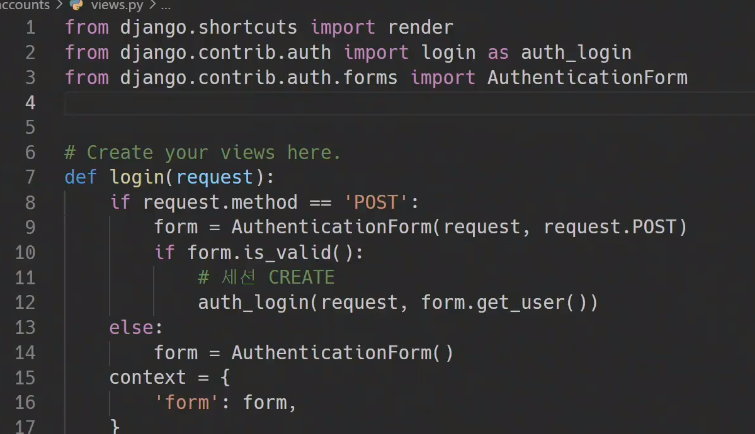 accounts > views.py > ...
1 from django.shortcuts import render
2 from django.contrib.auth import login as auth_login
3 from django.contrib.auth.forms import AuthenticationForm
4
5
6 # Create your views here.
7 def login(request):
8     if request.method == 'POST':
9         form = AuthenticationForm(request, request.POST)
10         if form.is_valid():
11             # 세션 CREATE
12             auth_login(request, form.get_user())
13     else:
14         form = AuthenticationForm()
15     context = {
16         'form': form,
17     }